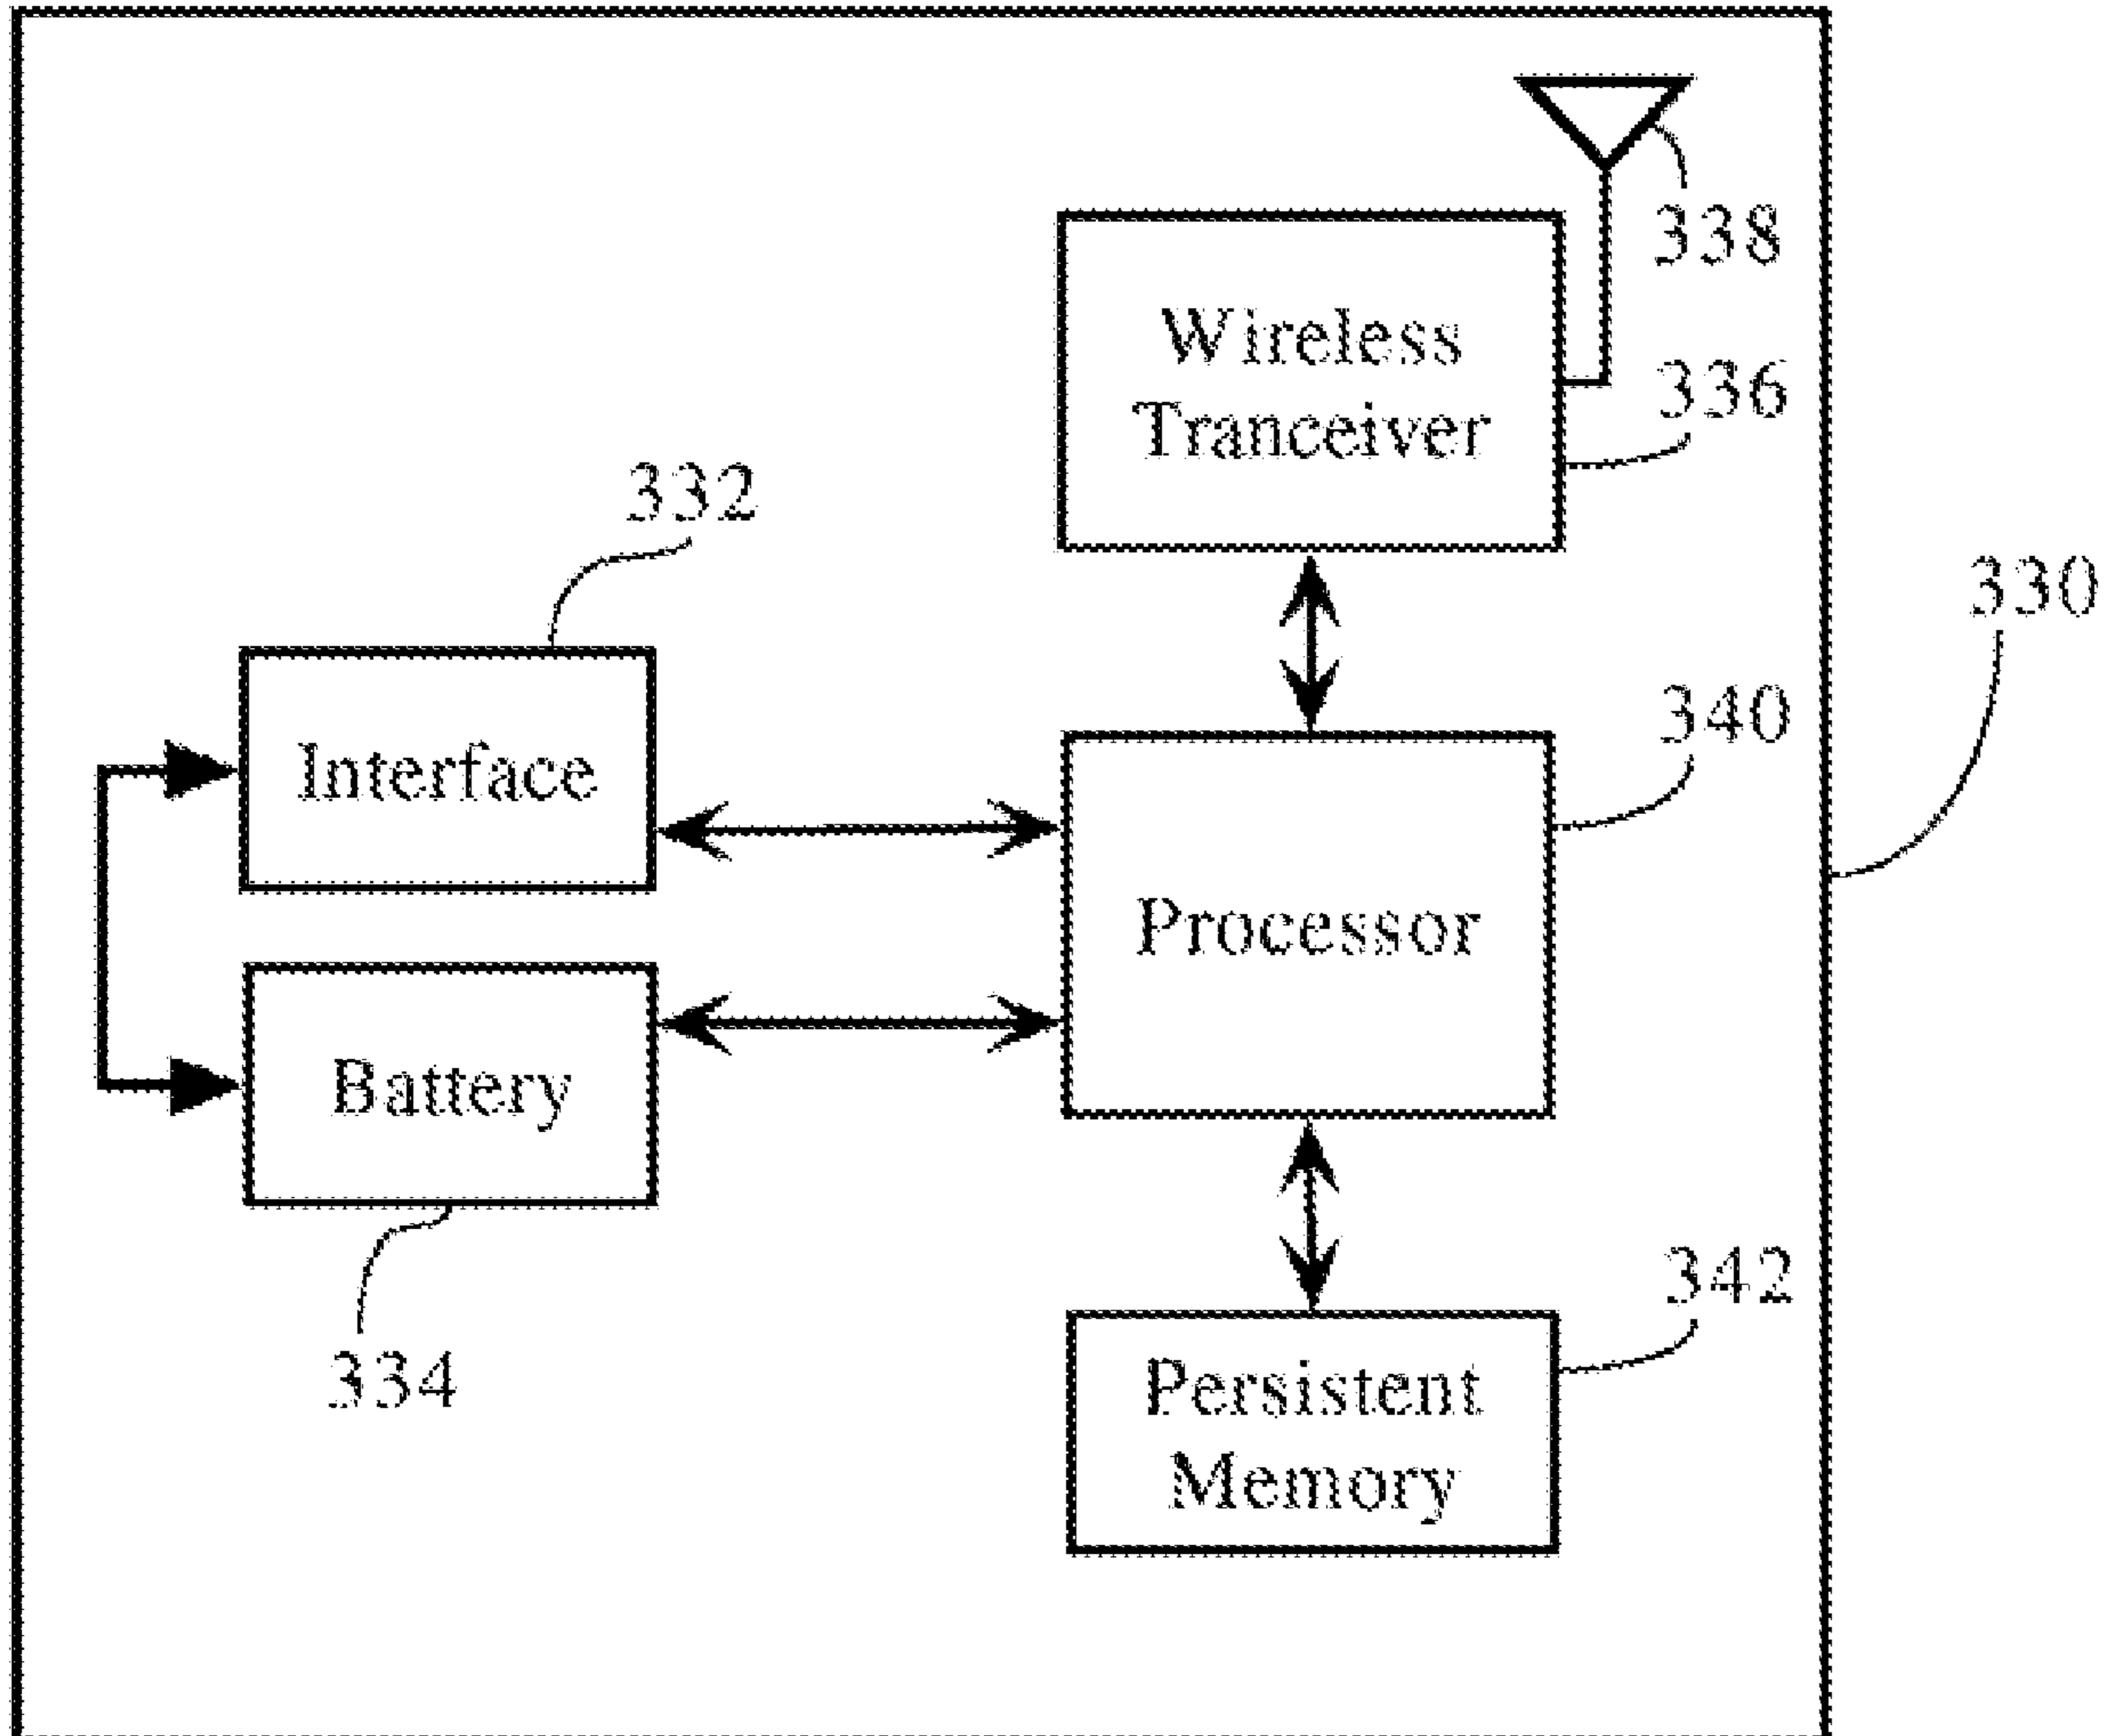 338
Wireless
Tranceiver
336
332
330
340
Interface
Processor
Battery
342
334
Persistent
Memory